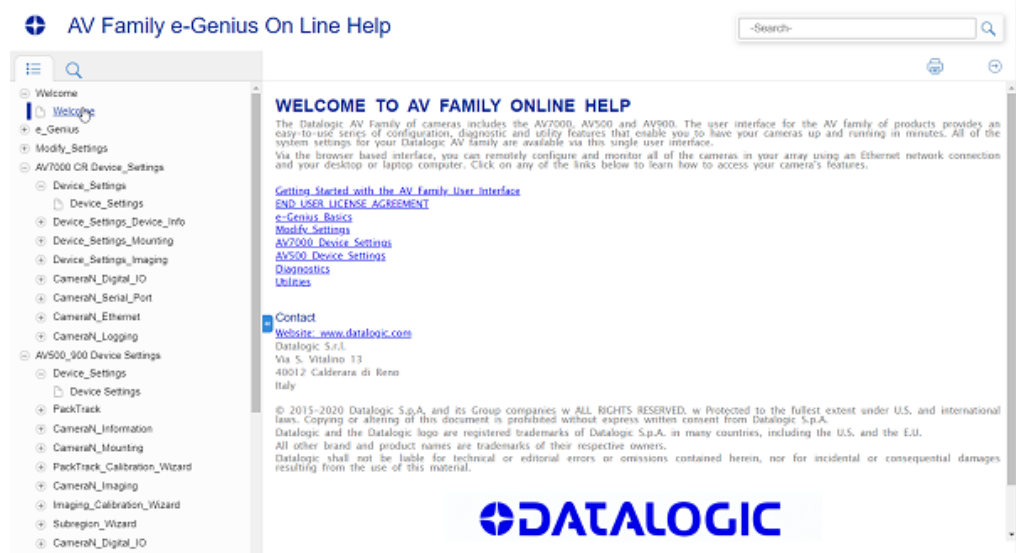 AV Family e-Genius On Line Help
-Search-
Welcome
Welcome
e_Genius
Modify_Settings
AV7000 CR Device_Settings
Device_Settings
Device_Settings
Device_Settings_Device_Info
Device_Settings_Mounting
Device_Settings_Imaging
CameraN_Digital_IO
CameraN_Serial_Port
CameraN_Ethernet
CameraN_Logging
AV500_900 Device Settings
Device_Settings
Device Settings
PackTrack
CameraN_Information
CameraN_Mounting
PackTrack_Calibration_Wizard
CameraN_Imaging
Imaging_Calibration_Wizard
Subregion_Wizard
CameraN_Digital_IO
WELCOME TO AV FAMILY ONLINE HELP
The Datalogic AV Family of cameras includes the AV7000, AV500 and AV900. The user interface for the AV family of products provides an
easy-to-use series of configuration, diagnostic and utility features that enable you to have your cameras up and running in minutes. All of the
system settings for your Datalogic AV family are available via this single user interface.
Via the browser based interface, you can remotely configure and monitor all of the cameras in your array using an Ethernet network connection
and your desktop or laptop computer. Click on any of the links below to learn how to access your camera's features.
Getting Started with the AV Family User Interface
END USER LICENSE AGREEMENT
e-Genius Basics
Modify Settings
AV7000 Device Settings
AV500 Device Settings
Diagnostics
Utilities
Contact
Website: www.datalogic.com
Datalogic S.r.l.
Via S. Vitalino 13
40012 Calderara di Reno
Italy
© 2015-2020 Datalogic S.p.A, and its Group companies w ALL RIGHTS RESERVED. w Protected to the fullest extent under U.S. and international
laws. Copying or altering of this document is prohibited without express written consent from Datalogic S.p.A.
Datalogic and the Datalogic logo are registered trademarks of Datalogic S.p.A. in many countries, including the U.S. and the E.U.
All other brand and product names are trademarks of their respective owners.
Datalogic shall not be liable for technical or editorial errors or omissions contained herein, nor for incidental or consequential damages
resulting from the use of this material.
DATALOGIC